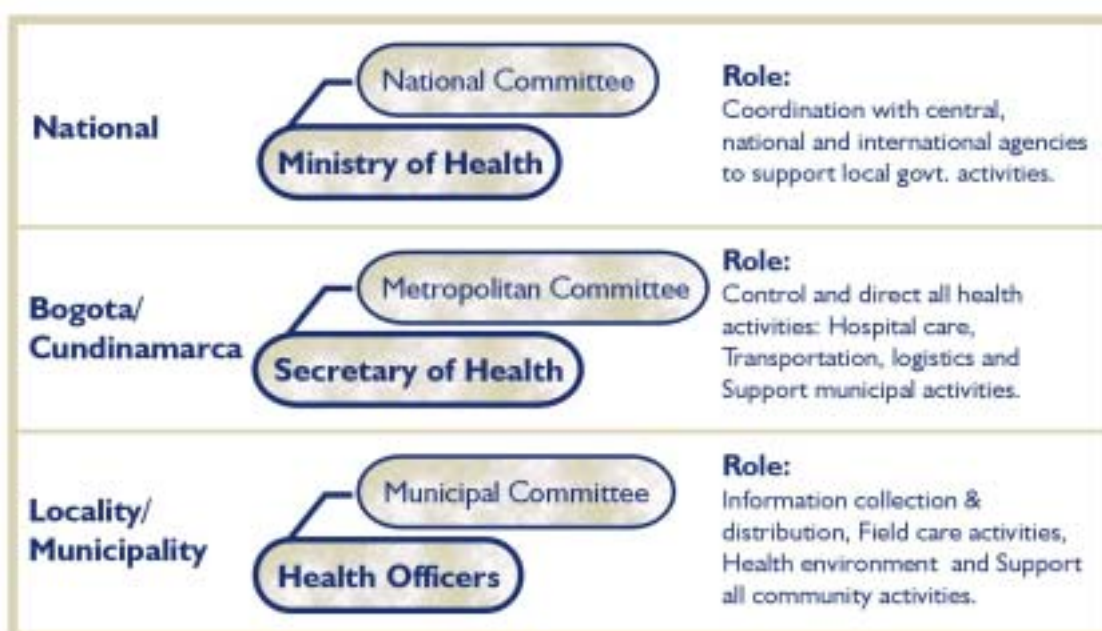 National
National Committee
Ministry of Health
Role:
Coordination with central,
national and international agencies
to support local govt. activities.
Bogota/
Cundinamarca
Metropolitan Committee
Secretary of Health
Role:
Control and direct all health
activities: Hospital care,
Transportation, logistics and
Support municipal activities.
Locality/
Municipality
Municipal Committee
Health Officers
Role:
Information collection &
distribution, Field care activities,
Health environment and Support
all community activities.